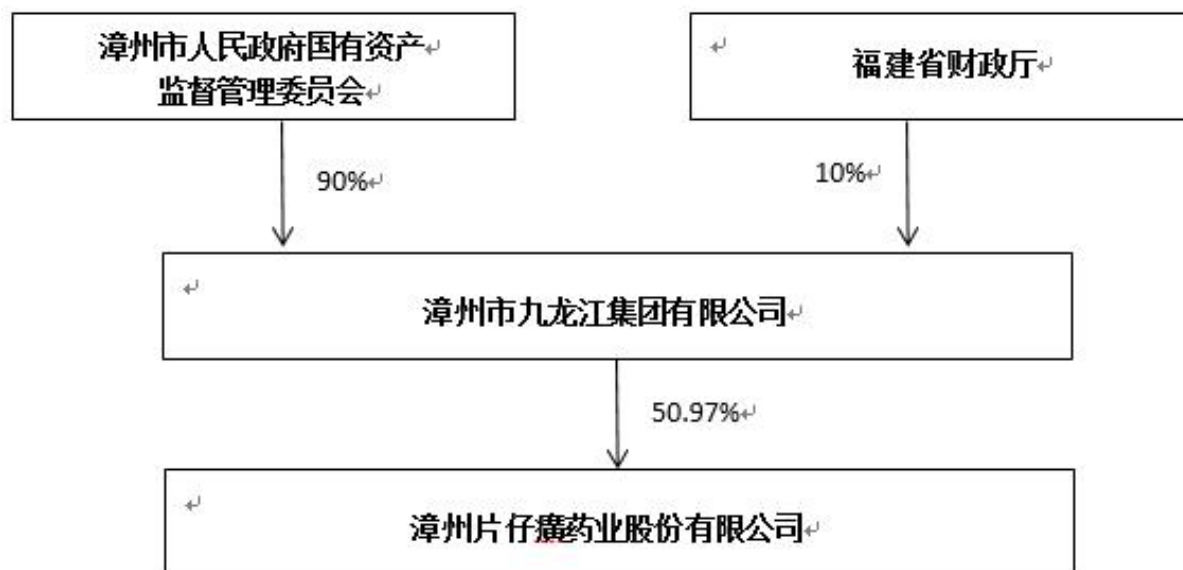 漳州市人民政府国有资产
监督管理委员会
福建省财政厅
90%
10%
漳州市九龙江集团有限公司
50.97%
漳州片仔癀药业股份有限公司